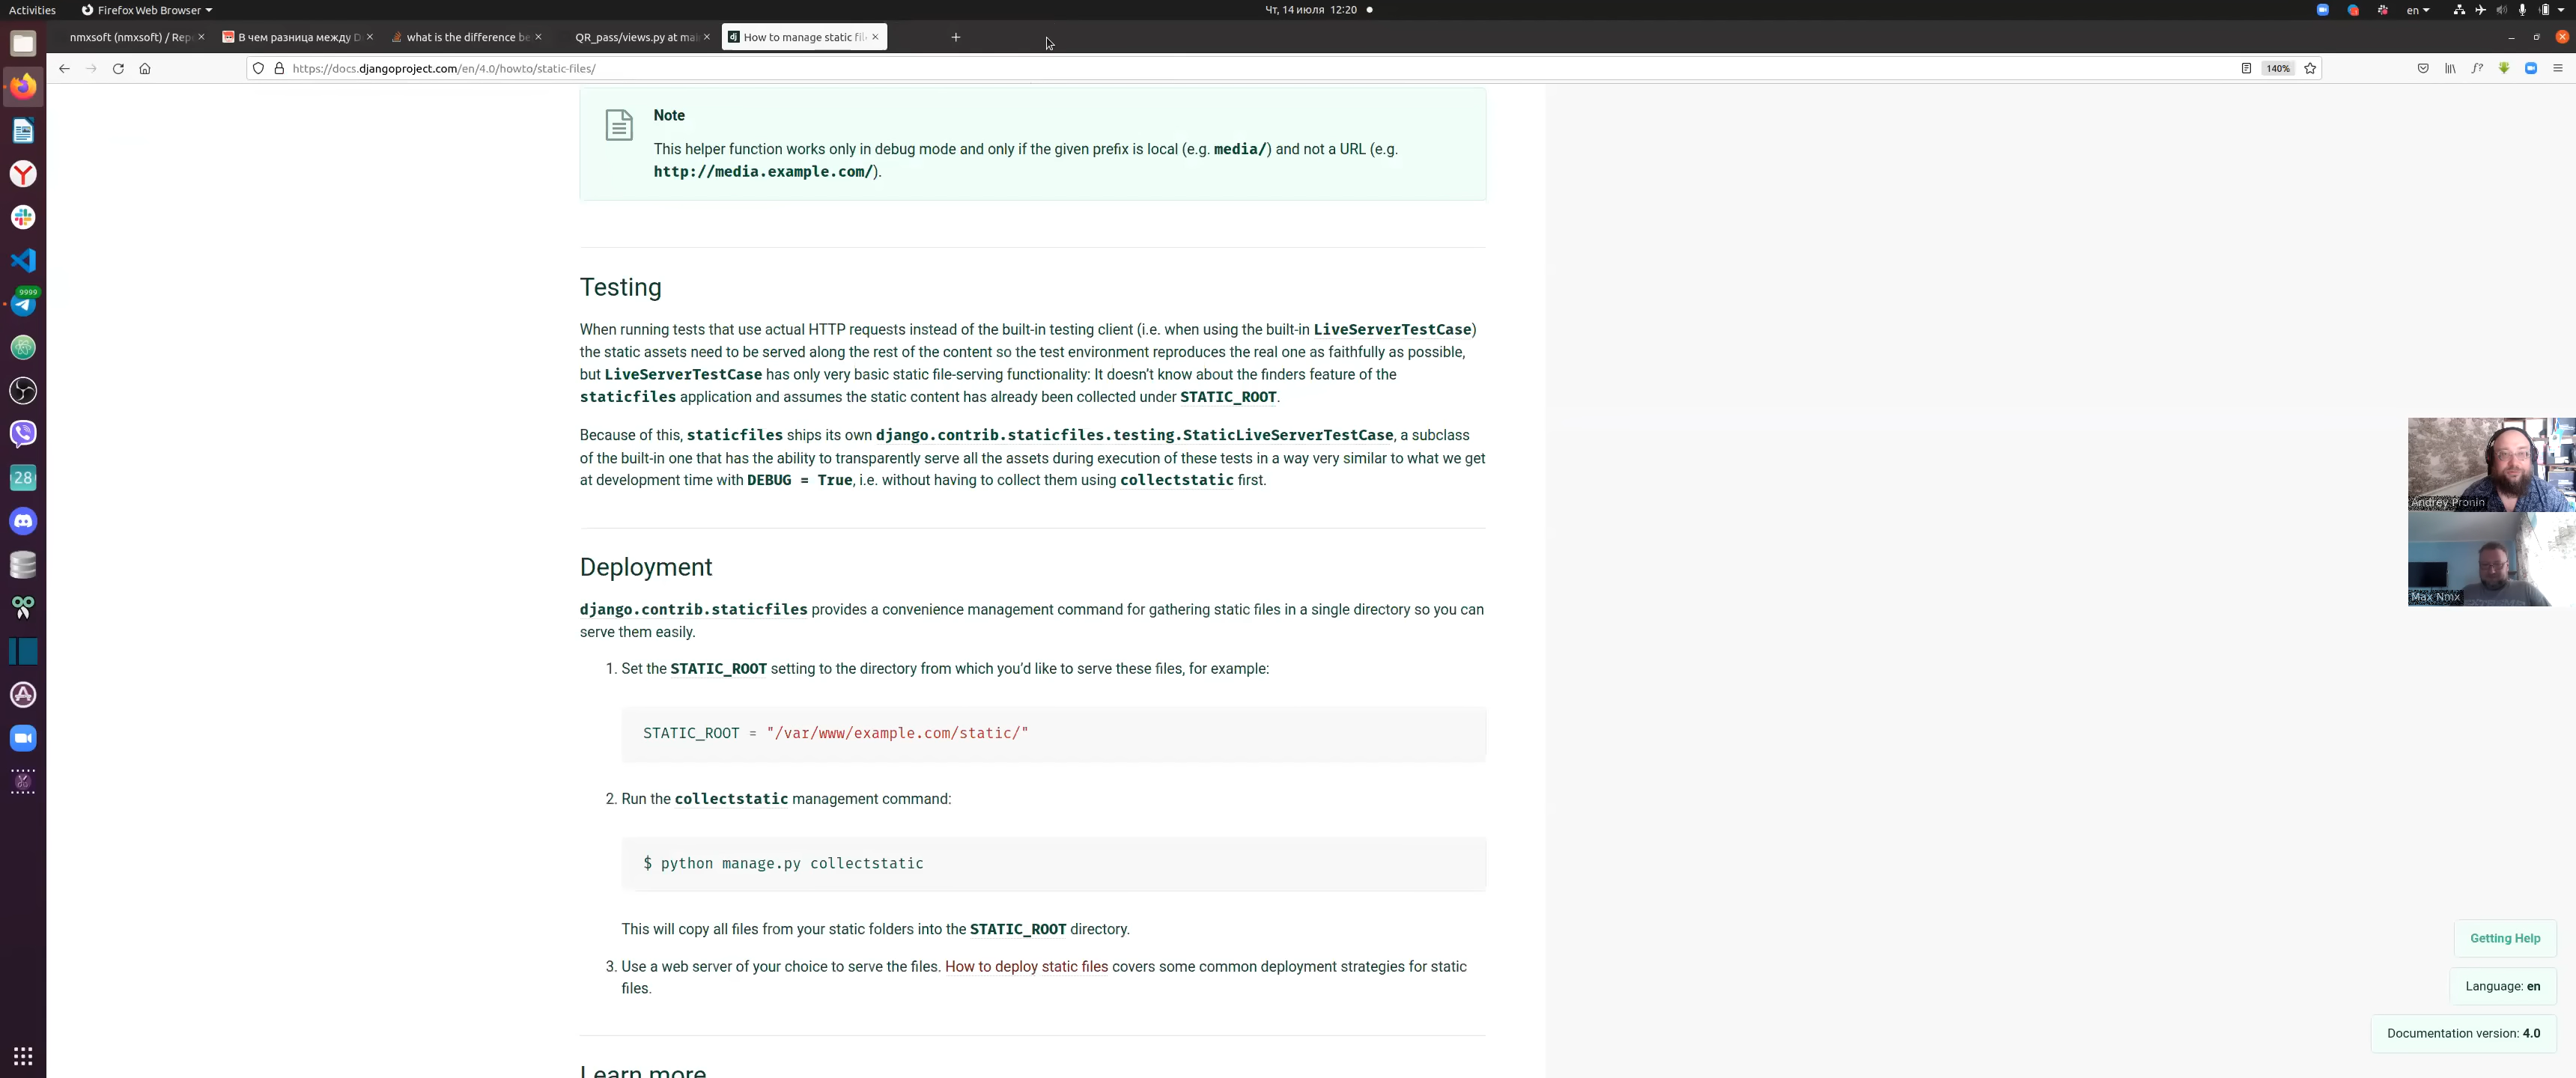 Activities
Firefox Web Browser
Чт, 14 июля 12:20
en
nmxsoft (nmxsoft) / Rep
В чем разница между D
what is the difference be
QR_pass/views.py at mai
How to manage static fil
https://docs.djangoproject.com/en/4.0/howto/static-files/
140%
Note
This helper function works only in debug mode and only if the given prefix is local (e.g. media/) and not a URL (e.g.
http://media.example.com/).
Testing
When running tests that use actual HTTP requests instead of the built-in testing client (i.e. when using the built-in LiveServerTestCase)
the static assets need to be served along the rest of the content so the test environment reproduces the real one as faithfully as possible,
but LiveServerTestCase has only very basic static file-serving functionality: It doesn’t know about the finders feature of the
staticfiles application and assumes the static content has already been collected under STATIC_ROOT.
Because of this, staticfiles ships its own django.contrib.staticfiles.testing.StaticLiveServerTestCase, a subclass
of the built-in one that has the ability to transparently serve all the assets during execution of these tests in a way very similar to what we get
at development time with DEBUG = True, i.e. without having to collect them using collectstatic first.
Deployment
django.contrib.staticfiles provides a convenience management command for gathering static files in a single directory so you can
serve them easily.
1. Set the STATIC_ROOT setting to the directory from which you’d like to serve these files, for example:
STATIC_ROOT = "/var/www/example.com/static/"
2. Run the collectstatic management command:
$ python manage.py collectstatic
This will copy all files from your static folders into the STATIC_ROOT directory.
3. Use a web server of your choice to serve the files. How to deploy static files covers some common deployment strategies for static
files.
Learn more
9999
28
Andrey Pronin
Max Nmx
Getting Help
Language: en
Documentation version: 4.0